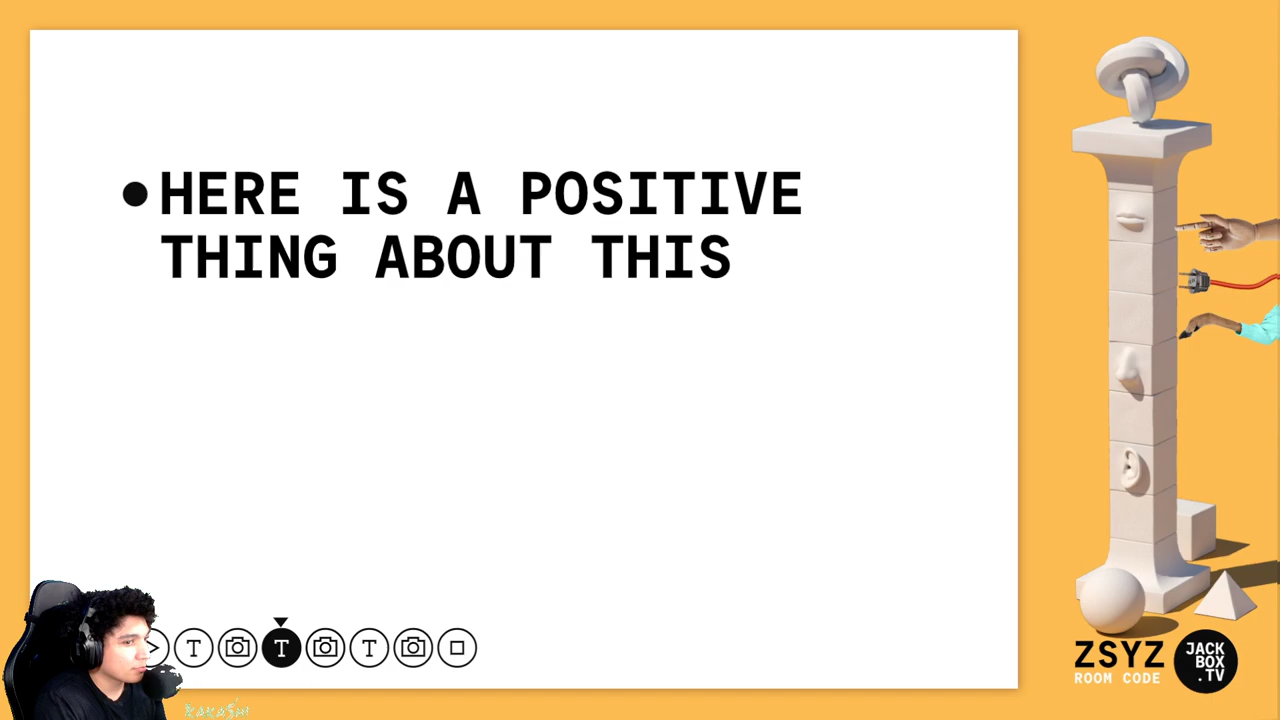 •HERE IS A POSITIVE
THING ABOUT THIS
T T T
ZSYZ
ROOM CODE
JACK
BOX
.TV